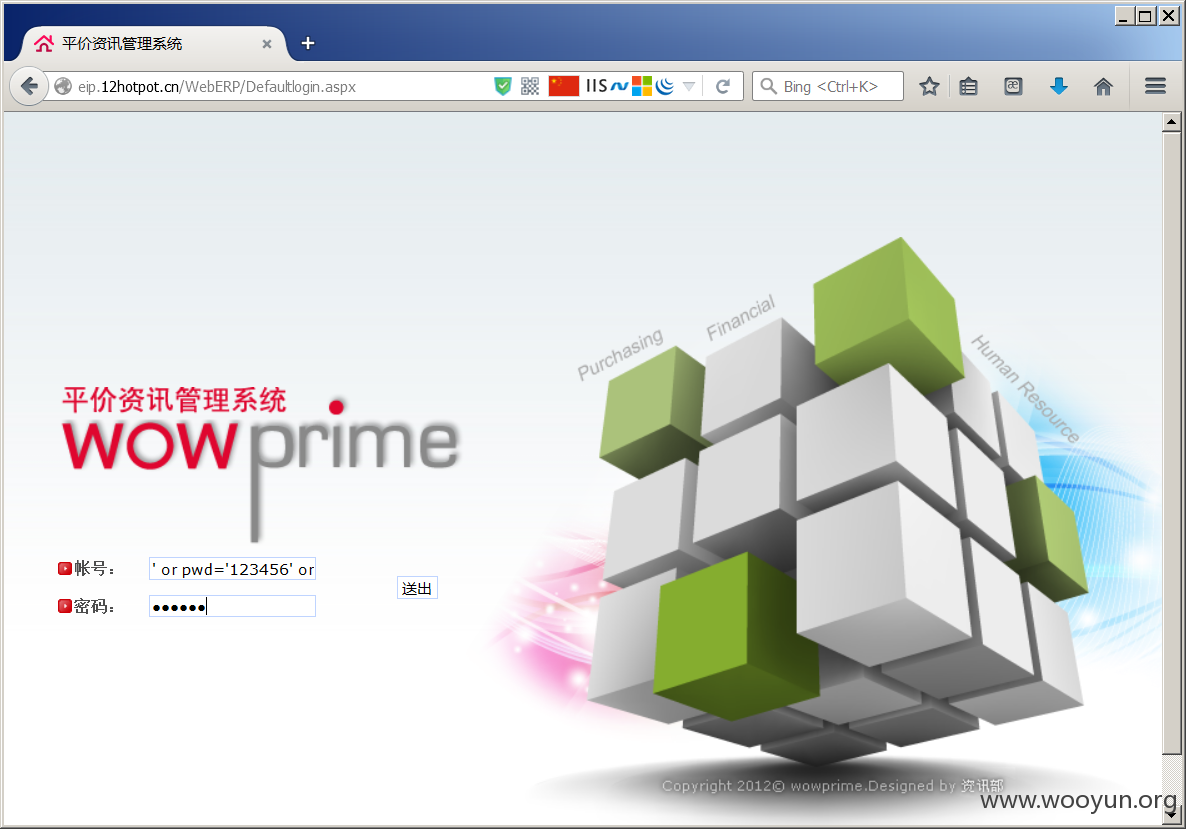 平价资讯管理系统
eip.12hotpot.cn/WebERP/Defaultlogin.aspx
IIS
Bing <Ctrl+K>
Purchasing
Financial
Human Resource
平价资讯管理系统
wowprime
帐号：
' or pwd='123456' or
送出
密码：
••••••
Copyright 2012© wowprime.Designed by 资讯部
www.wooyun.org